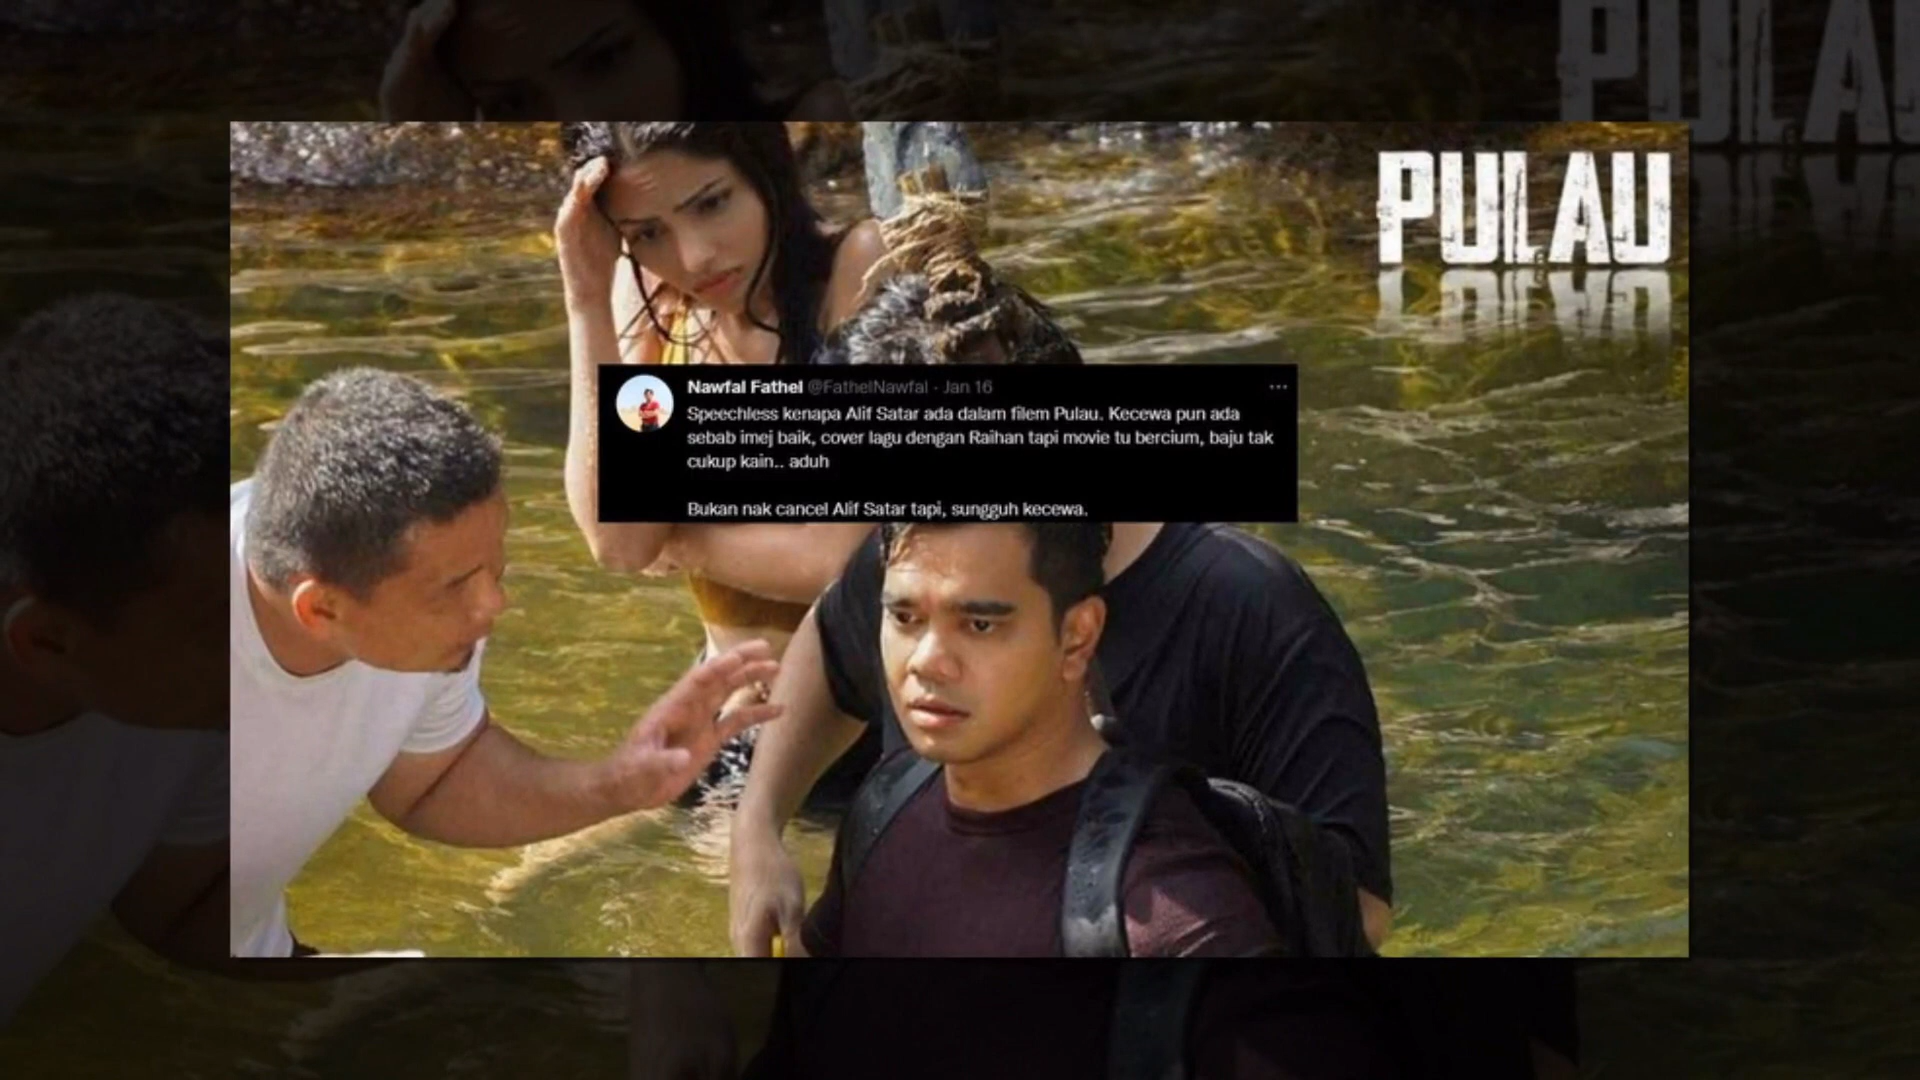 PULAU
Nawfal Fathel @FathelNawfal · Jan 16
Speechless kenapa Alif Satar ada dalam filem Pulau. Kecewa pun ada
sebab imej baik, cover lagu dengan Raihan tapi movie tu bercium, baju tak
cukup kain.. aduh
Bukan nak cancel Alif Satar tapi, sungguh kecewa.